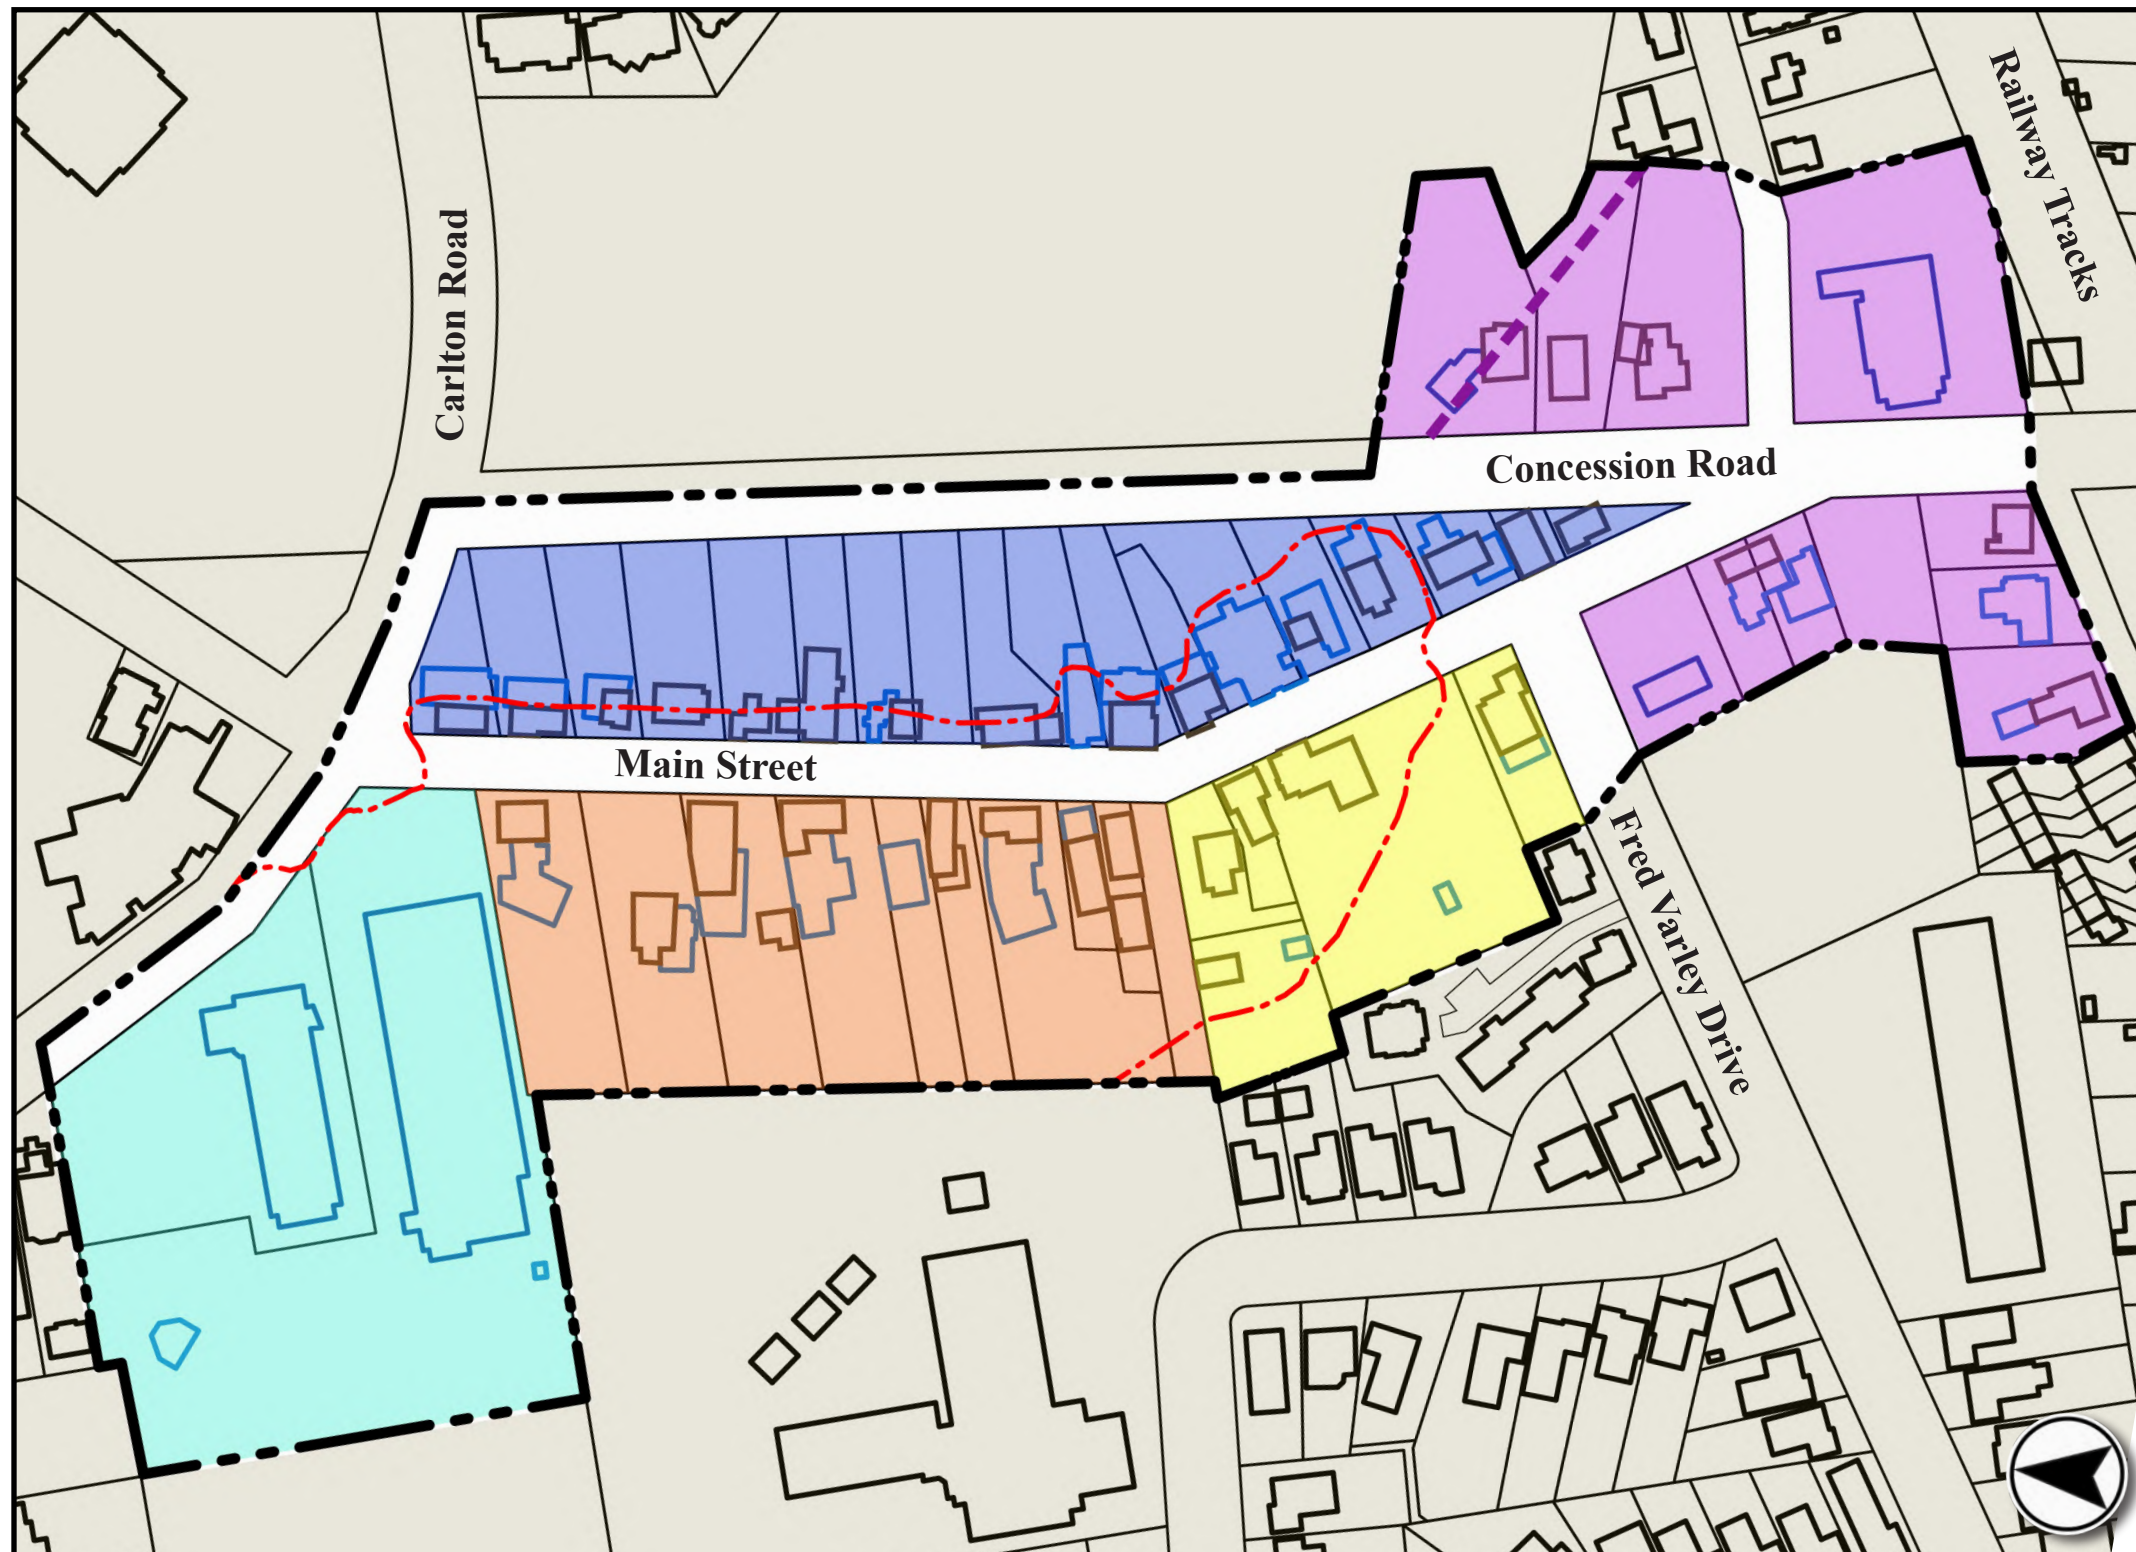 Railway Tracks
Carlton Road
Concession Road
Main Street
Fred Varley Drive